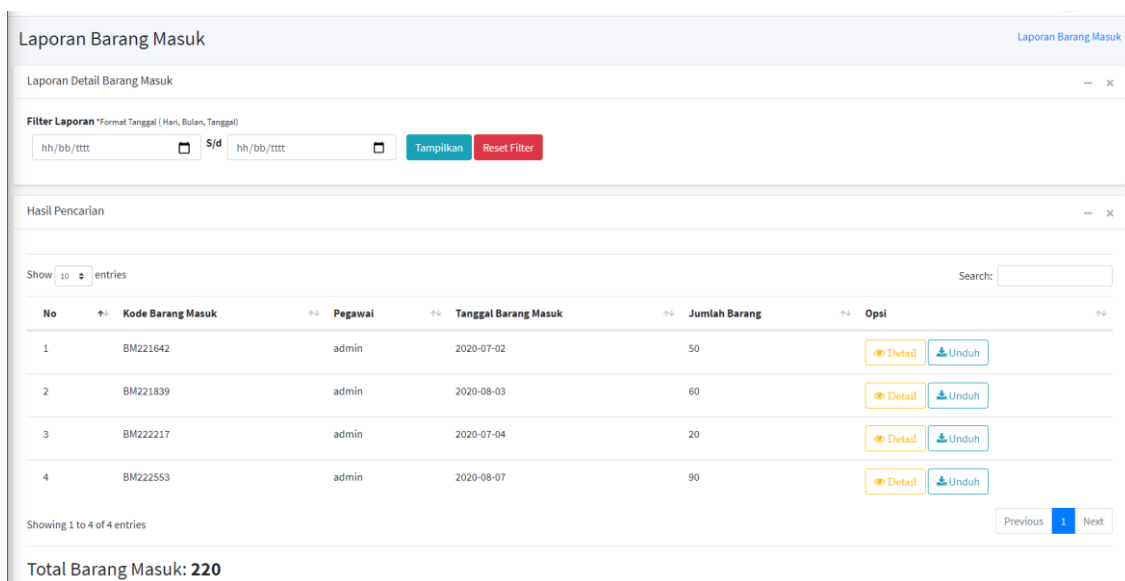 Laporan Barang Masuk
Laporan Barang Masuk
Laporan Detail Barang Masuk
Filter Laporan *Format Tanggal ( Hari, Bulan, Tanggal)
hh/bb/tttt S/d hh/bb/tttt Tampilkan Reset Filter
Hasil Pencarian
Show 10 entries Search:
No Kode Barang Masuk Pegawai Tanggal Barang Masuk Jumlah Barang Opsi
1 BM221642 admin 2020-07-02 50 Detail Unduh
2 BM221839 admin 2020-08-03 60 Detail Unduh
3 BM222217 admin 2020-07-04 20 Detail Unduh
4 BM222553 admin 2020-08-07 90 Detail Unduh
Showing 1 to 4 of 4 entries Previous 1 Next
Total Barang Masuk: 220